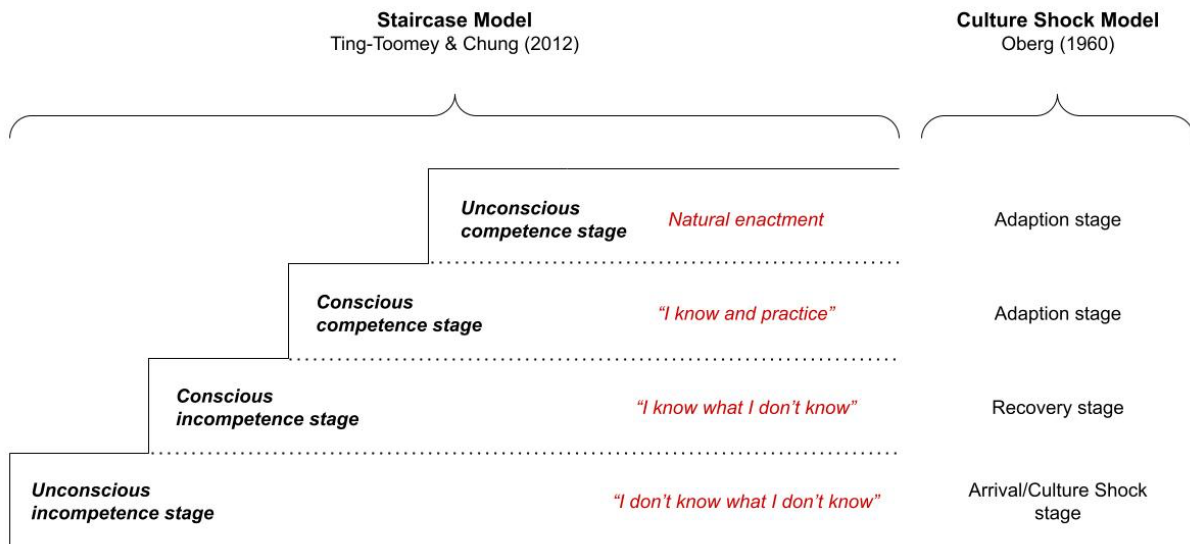 Staircase Model
Ting-Toomey & Chung (2012)
Culture Shock Model
Oberg (1960)
Unconscious
competence stage
Natural enactment
Adaption stage
Conscious
competence stage
“I know and practice”
Adaption stage
Conscious
incompetence stage
“I know what I don’t know”
Recovery stage
Unconscious
incompetence stage
“I don’t know what I don’t know”
Arrival/Culture Shock
stage